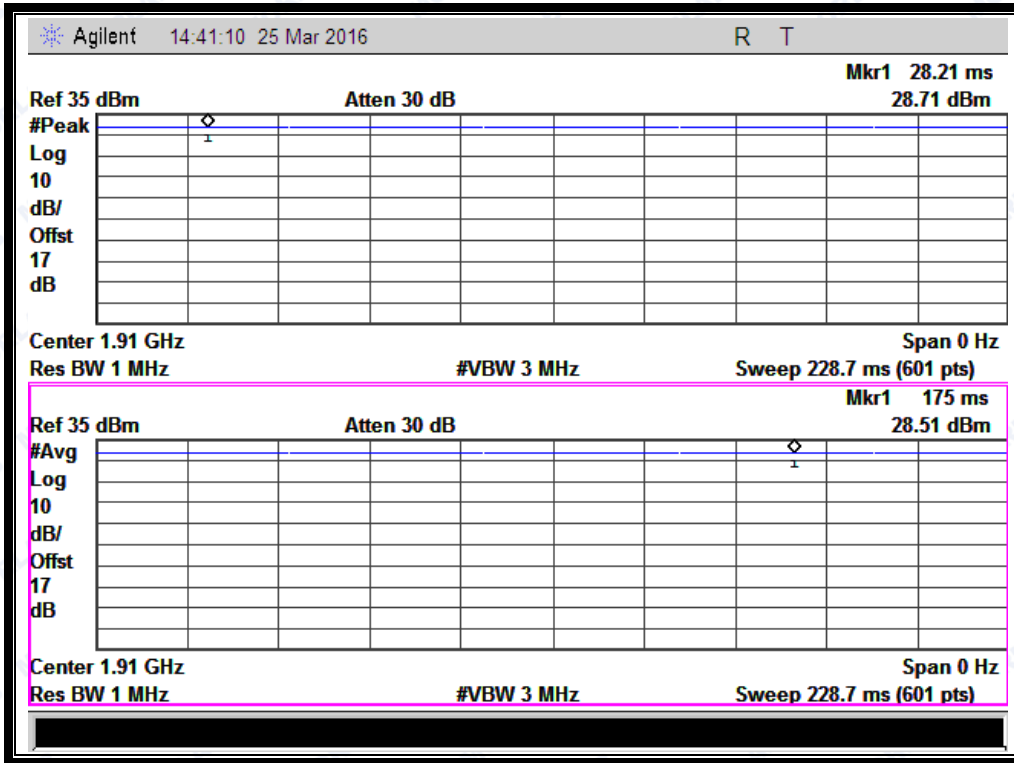 Agilent 14:41:10 25 Mar 2016 R T
Mkr1 28.21 ms
Ref 35 dBm Atten 30 dB 28.71 dBm
#Peak
1
Log
10
dB/
Offst
17
dB
Center 1.91 GHz Span 0 Hz
Res BW 1 MHz #VBW 3 MHz Sweep 228.7 ms (601 pts)
Mkr1 175 ms
Ref 35 dBm Atten 30 dB 28.51 dBm
#Avg
1
Log
10
dB/
Offst
17
dB
Center 1.91 GHz Span 0 Hz
Res BW 1 MHz #VBW 3 MHz Sweep 228.7 ms (601 pts)